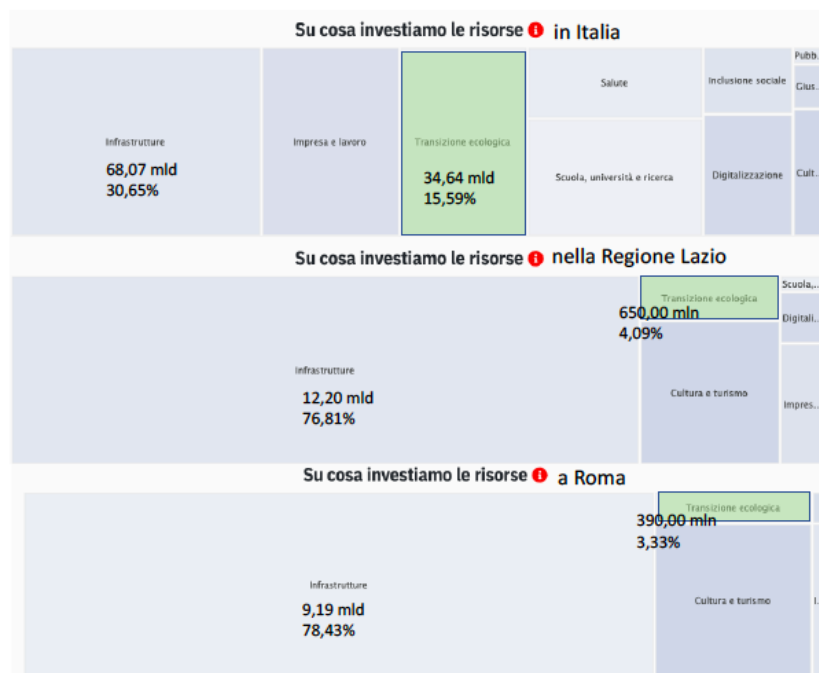 Su cosa investiamo le risorse i in Italia
Infrastrutture
68,07 mld
30,65%
Impresa e lavoro
Transizione ecologica
34,64 mld
15,59%
Salute
Scuola, università e ricerca
Inclusione sociale
Digitalizzazione
Pubb.
Gius..
Cult..
Su cosa investiamo le risorse i nella Regione Lazio
Infrastrutture
12,20 mld
76,81%
Transizione ecologica
650,00 mln
4,09%
Cultura e turismo
Scuola,..
Digitali..
Impres..
Su cosa investiamo le risorse i a Roma
Infrastrutture
9,19 mld
78,43%
Transizione ecologica
390,00 mln
3,33%
Cultura e turismo
I.